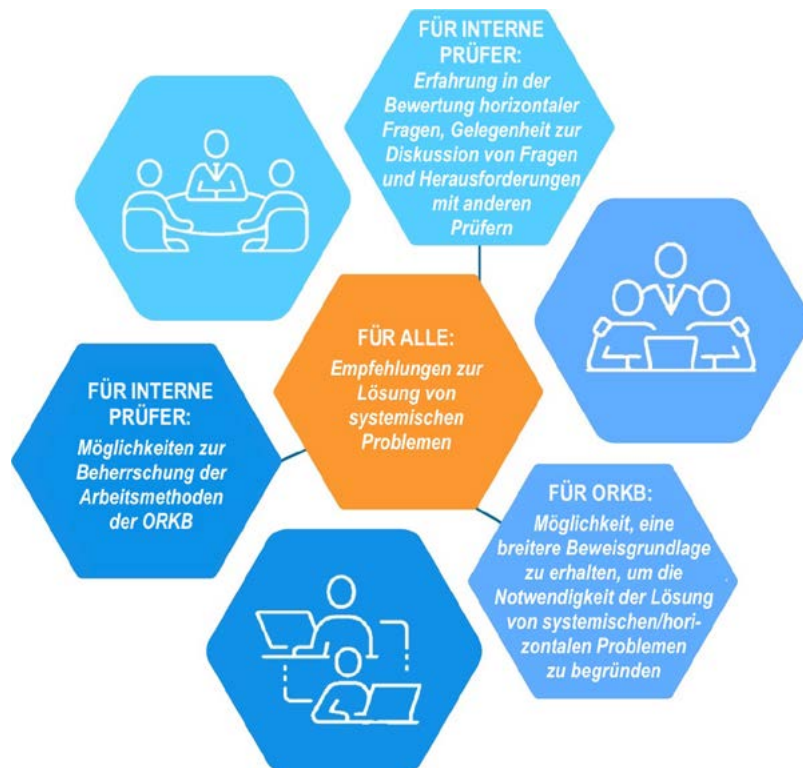 FÜR INTERNE
PRÜFER:
Erfahrung in der
Bewertung horizontaler
Fragen, Gelegenheit zur
Diskussion von Fragen
und Herausforderungen
mit anderen
Prüfern
FÜR ALLE:
Empfehlungen zur
Lösung von
systemischen
Problemen
FÜR INTERNE
PRÜFER:
Möglichkeiten zur
Beherrschung der
Arbeitsmethoden
der ORKB
FÜR ORKB:
Möglichkeit, eine
breitere Beweisgrundlage
zu erhalten, um die
Notwendigkeit der Lösung
von systemischen/hori-
zontalen Problemen
zu begründen